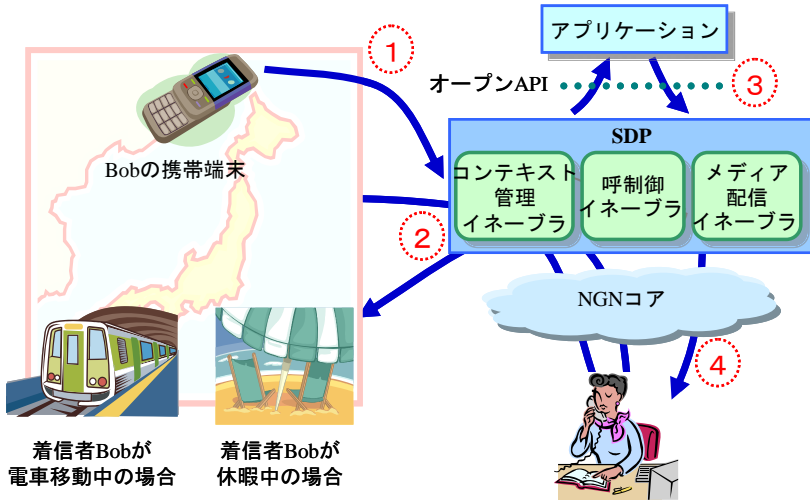 アプリケーション
①
オープンAPI
③
SDP
Bobの携帯端末
コンテキスト
管理
イネーブラ
呼制御
イネーブラ
メディア
配信
イネーブラ
②
NGNコア
④
着信者Bobが
電車移動中の場合
着信者Bobが
休暇中の場合